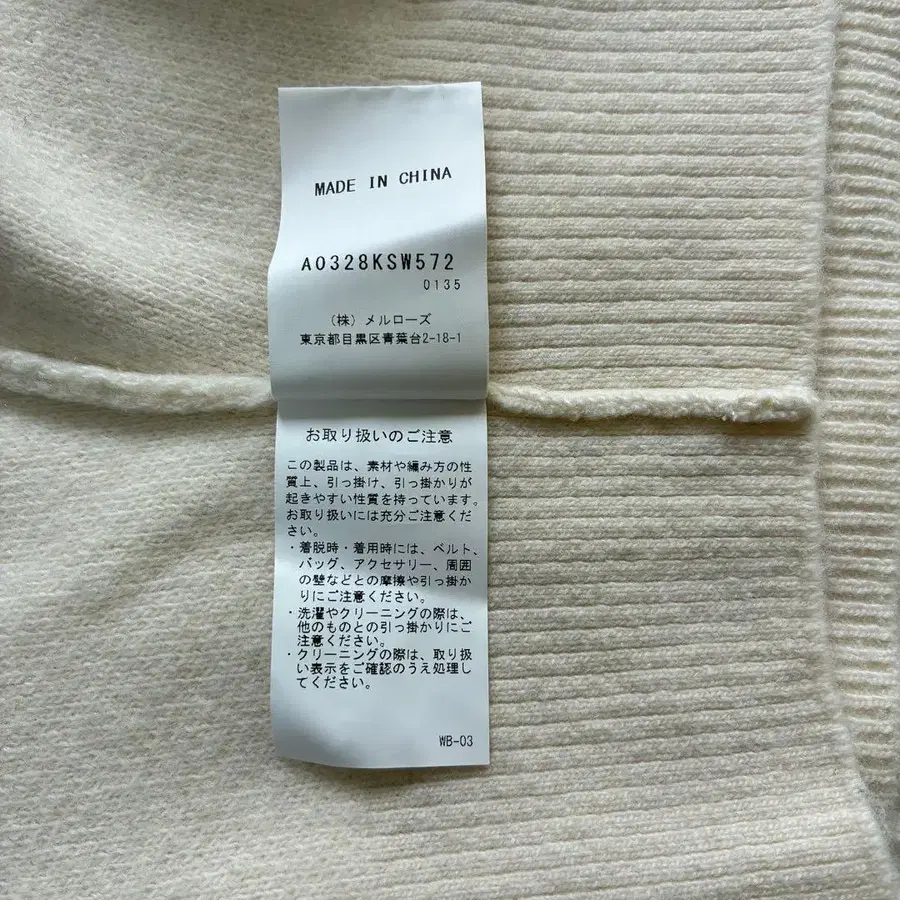 MADE IN CHINA
A0328KSW572
0135
（株）メルローズ
東京都目黒区青葉台2-18-1
お取り扱いのご注意
この製品は、素材や編み方の性
質上、引っ掛け、引っ掛かりが
起きやすい性質を持っています。
お取り扱いには充分ご注意くだ
さい。
・着脱時・着用時には、ベルト、
バッグ、アクセサリー、周囲
の壁などとの摩擦や引っ掛か
りにご注意ください。
・洗濯やクリーニングの際は、
他のものとの引っ掛かりにご
注意ください。
・クリーニングの際は、取り扱
い表示をご確認のうえ処理し
てください。
WB-03